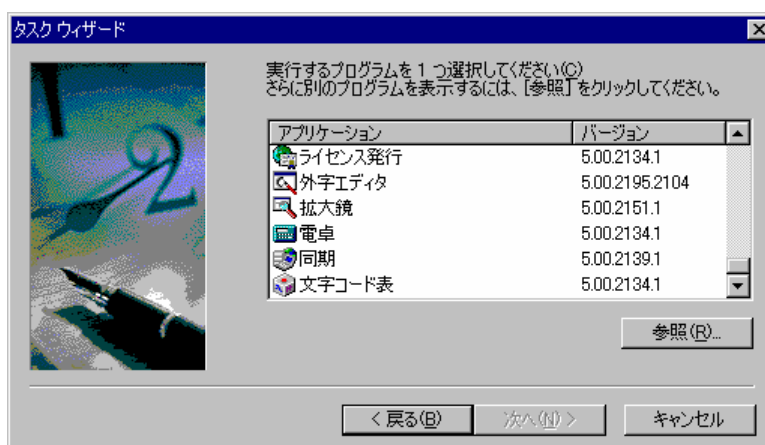 タスク ウィザード
実行するプログラムを 1 つ選択してください(C)
さらに別のプログラムを表示するには、[参照] をクリックしてください。
アプリケーション バージョン
ライセンス発行 5.00.2134.1
外字エディタ 5.00.2195.2104
拡大鏡 5.00.2151.1
電卓 5.00.2134.1
同期 5.00.2139.1
文字コード表 5.00.2134.1
参照(R)...
< 戻る(B) 次へ(N) > キャンセル